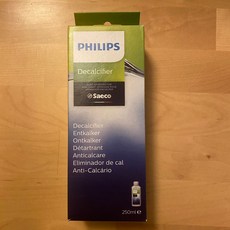 PHILIPS
Decalcifier
Saeco
Decalcifier
Entkalker
Ontkalker
Détartrant
Anticalcare
Eliminador de cal
Anti-Calcário
250ml e